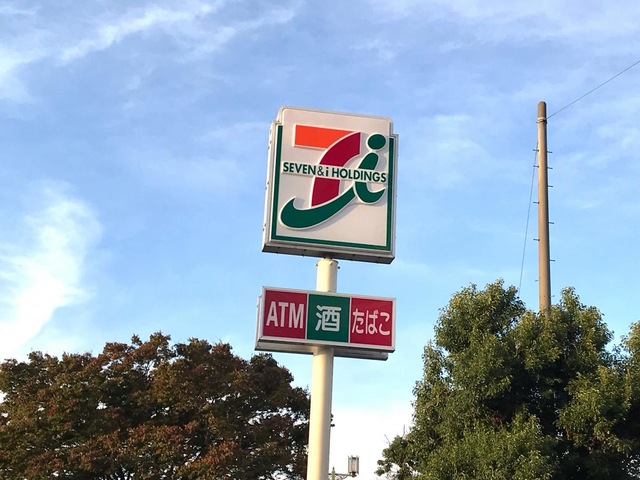 SEVEN&i HOLDINGS
ATM 酒 たばこ